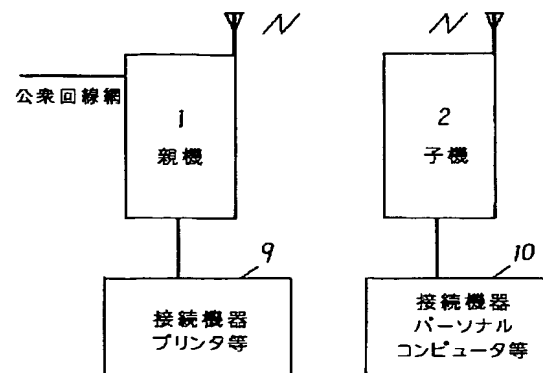 公衆回線網
1
親機
2
子機
9
接続機器
プリンタ等
10
接続機器
パーソナル
コンピュータ等